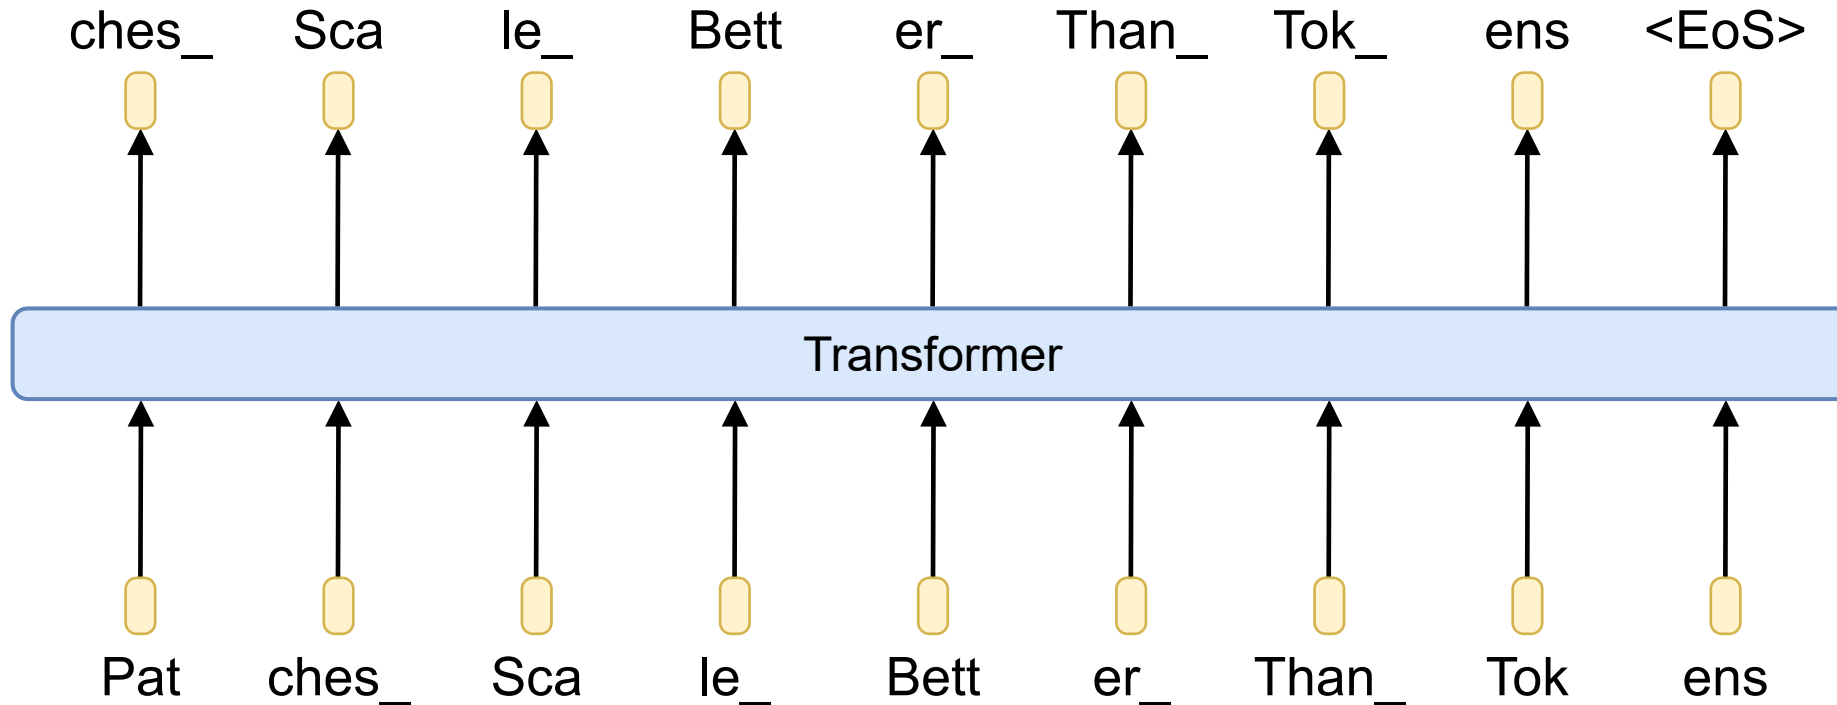 ches_ Sca le_ Bett er_ Than_ Tok_ ens <EoS>
Transformer
Pat ches_ Sca le_ Bett er_ Than_ Tok ens